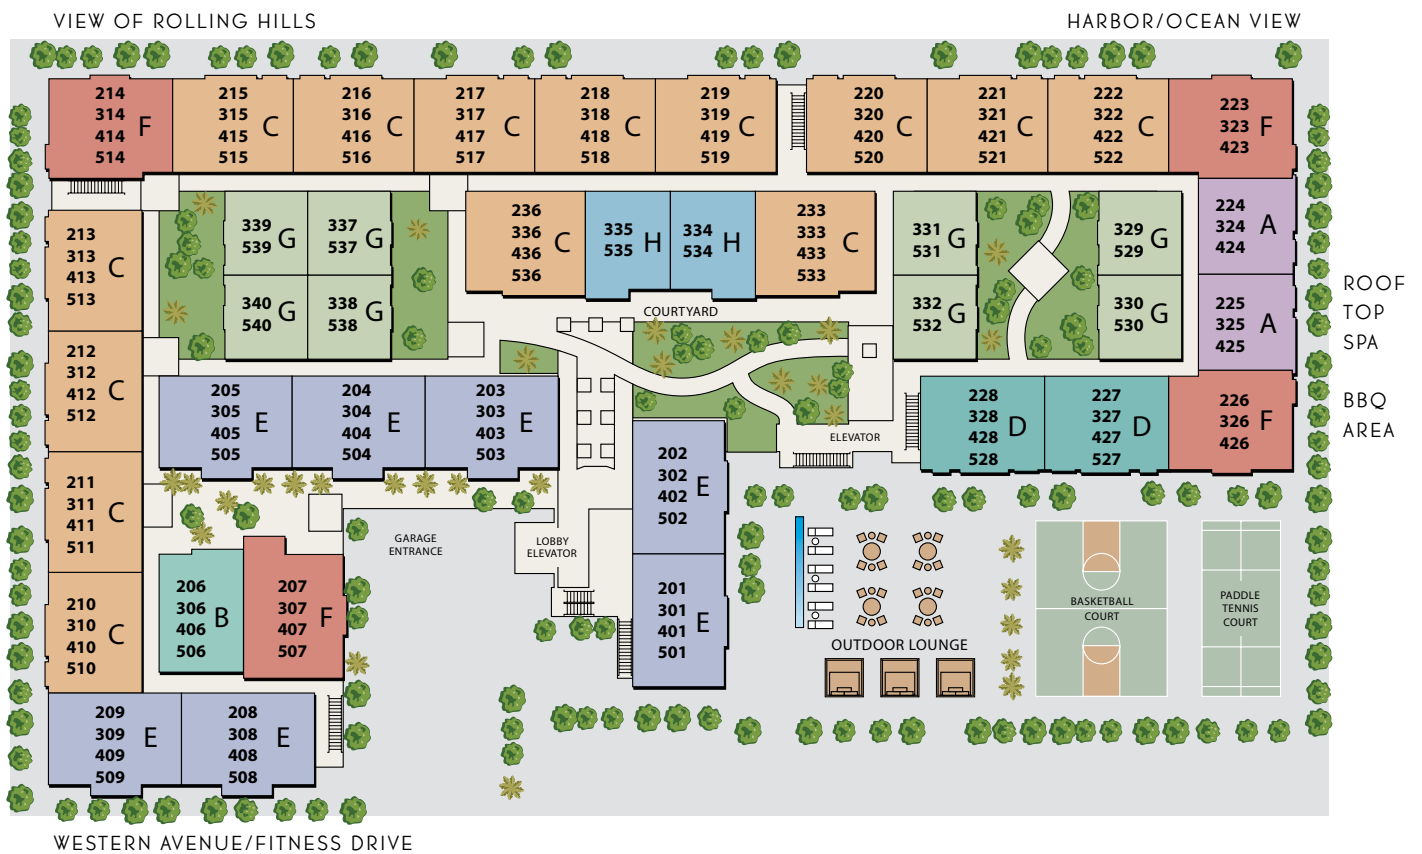 VIEW OF ROLLING HILLS
HARBOR/OCEAN VIEW
214
314
414
514
F
215
315
415
515
C
216
316
416
516
C
217
317
417
517
C
218
318
418
518
C
219
319
419
519
C
220
320
420
520
C
221
321
421
521
C
222
322
422
522
C
223
323
423
F
213
313
413
513
C
339
539
G
337
537
G
340
540
G
338
538
G
236
336
436
536
C
335
535
H
334
534
H
233
333
433
533
C
331
531
G
332
532
G
329
529
G
330
530
G
224
324
424
A
225
325
425
A
ROOF
TOP
SPA
BBQ
AREA
COURTYARD
212
312
412
512
C
205
305
405
505
E
204
304
404
504
E
203
303
403
503
E
202
302
402
502
E
ELEVATOR
228
328
428
528
D
227
327
427
527
D
226
326
426
F
211
311
411
511
C
GARAGE
ENTRANCE
LOBBY
ELEVATOR
210
310
410
510
C
206
306
406
506
B
207
307
407
507
F
201
301
401
501
E
OUTDOOR LOUNGE
BASKETBALL
COURT
PADDLE
TENNIS
COURT
209
309
409
509
E
208
308
408
508
E
WESTERN AVENUE/FITNESS DRIVE